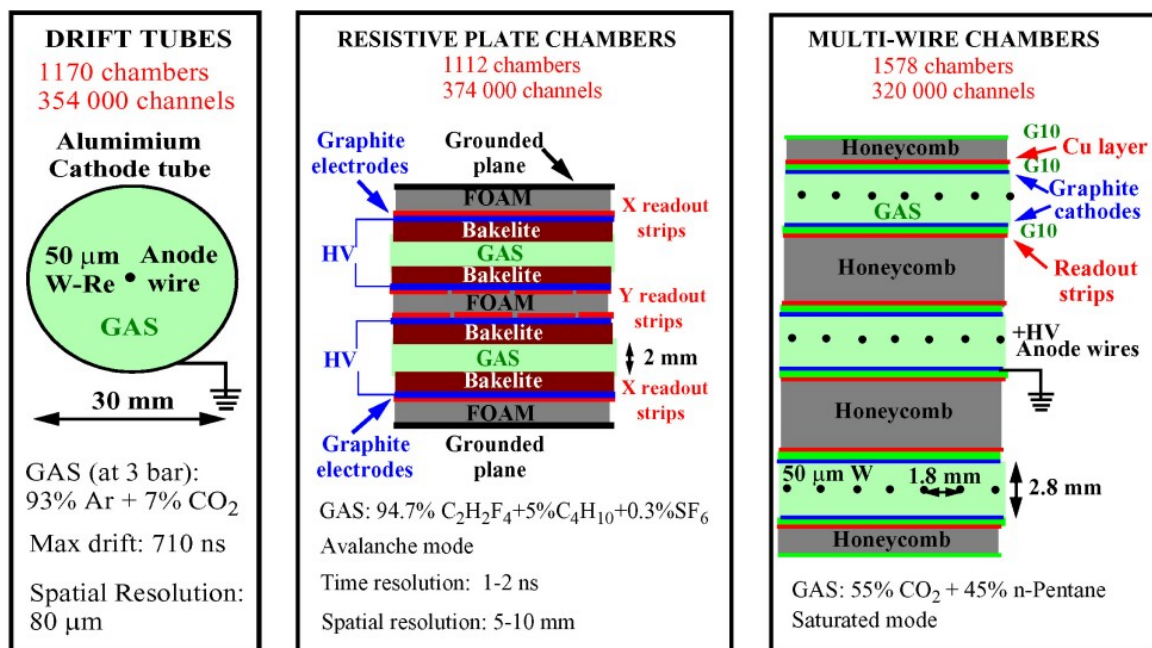 DRIFT TUBES
1170 chambers
354 000 channels
Alumimium
Cathode tube
50 μm Anode
W-Re wire
GAS
30 mm
GAS (at 3 bar):
93% Ar + 7% CO2
Max drift: 710 ns
Spatial Resolution:
80 μm
RESISTIVE PLATE CHAMBERS
1112 chambers
374 000 channels
Graphite
electrodes
Grounded
plane
FOAM
X readout
strips
Bakelite
HV
GAS
Bakelite
FOAM
Y readout
strips
Bakelite
HV
GAS
2 mm
Bakelite
X readout
strips
FOAM
Graphite
electrodes
Grounded
plane
GAS: 94.7% C2H2F4+5%C4H10+0.3%SF6
Avalanche mode
Time resolution: 1-2 ns
Spatial resolution: 5-10 mm
MULTI-WIRE CHAMBERS
1578 chambers
320 000 channels
G10
Honeycomb
Cu layer
G10
Graphite
cathodes
GAS
G10
Honeycomb
Readout
strips
+HV
Anode wires
Honeycomb
50 μm W
1.8 mm
2.8 mm
Honeycomb
GAS: 55% CO2 + 45% n-Pentane
Saturated mode